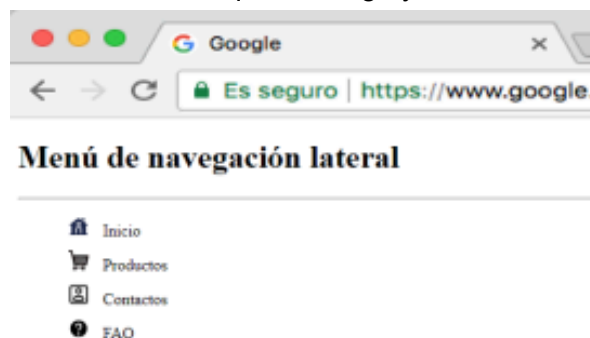 Google
Es seguro | https://www.google.
Menú de navegación lateral
Inicio
Productos
Contactos
FAQ